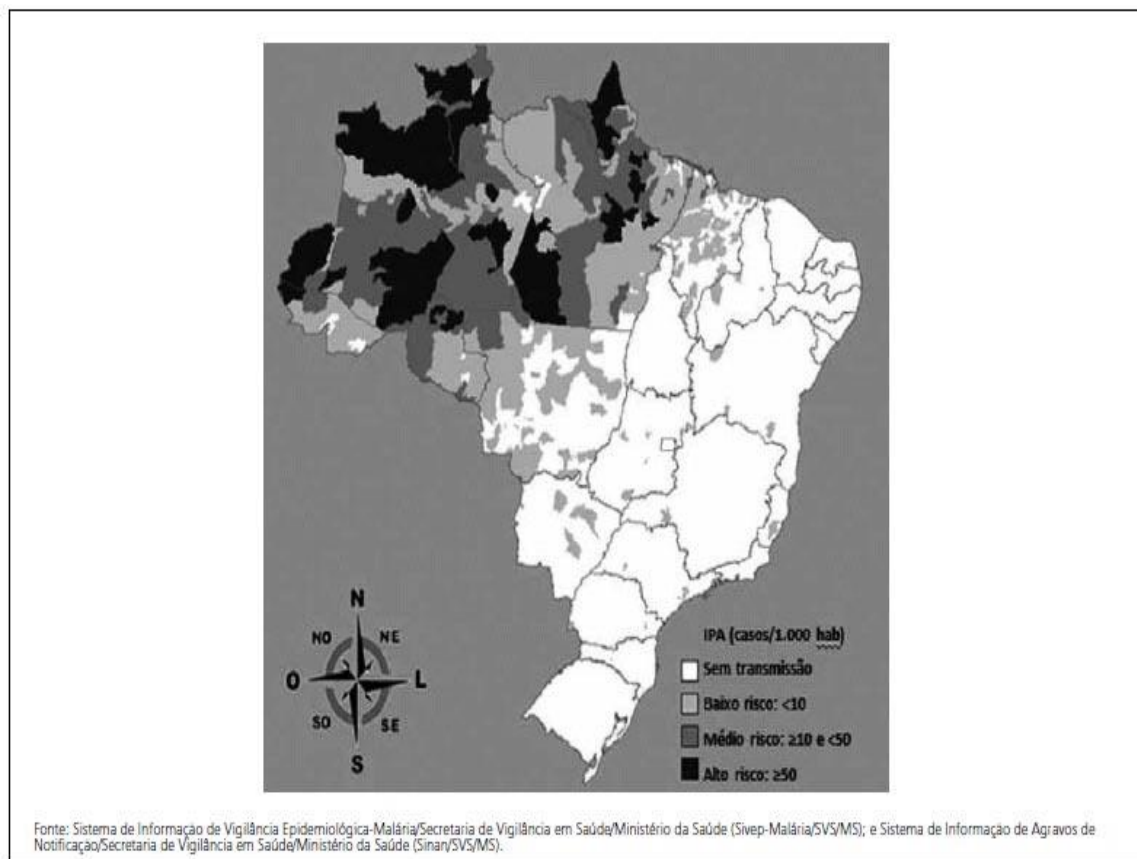 N
NO NE
O L
SO SE
S
IPA (casos/1.000 hab)
Sem transmissão
Baixo risco: <10
Médio risco: ≥10 e <50
Alto risco: ≥50
Fonte: Sistema de Informação de Vigilância Epidemiológica-Malária/Secretaria de Vigilância em Saúde/Ministério da Saúde (Sivep-Malária/SVS/MS); e Sistema de Informação de Agravos de
Notificação/Secretaria de Vigilância em Saúde/Ministério da Saúde (Sinan/SVS/MS).